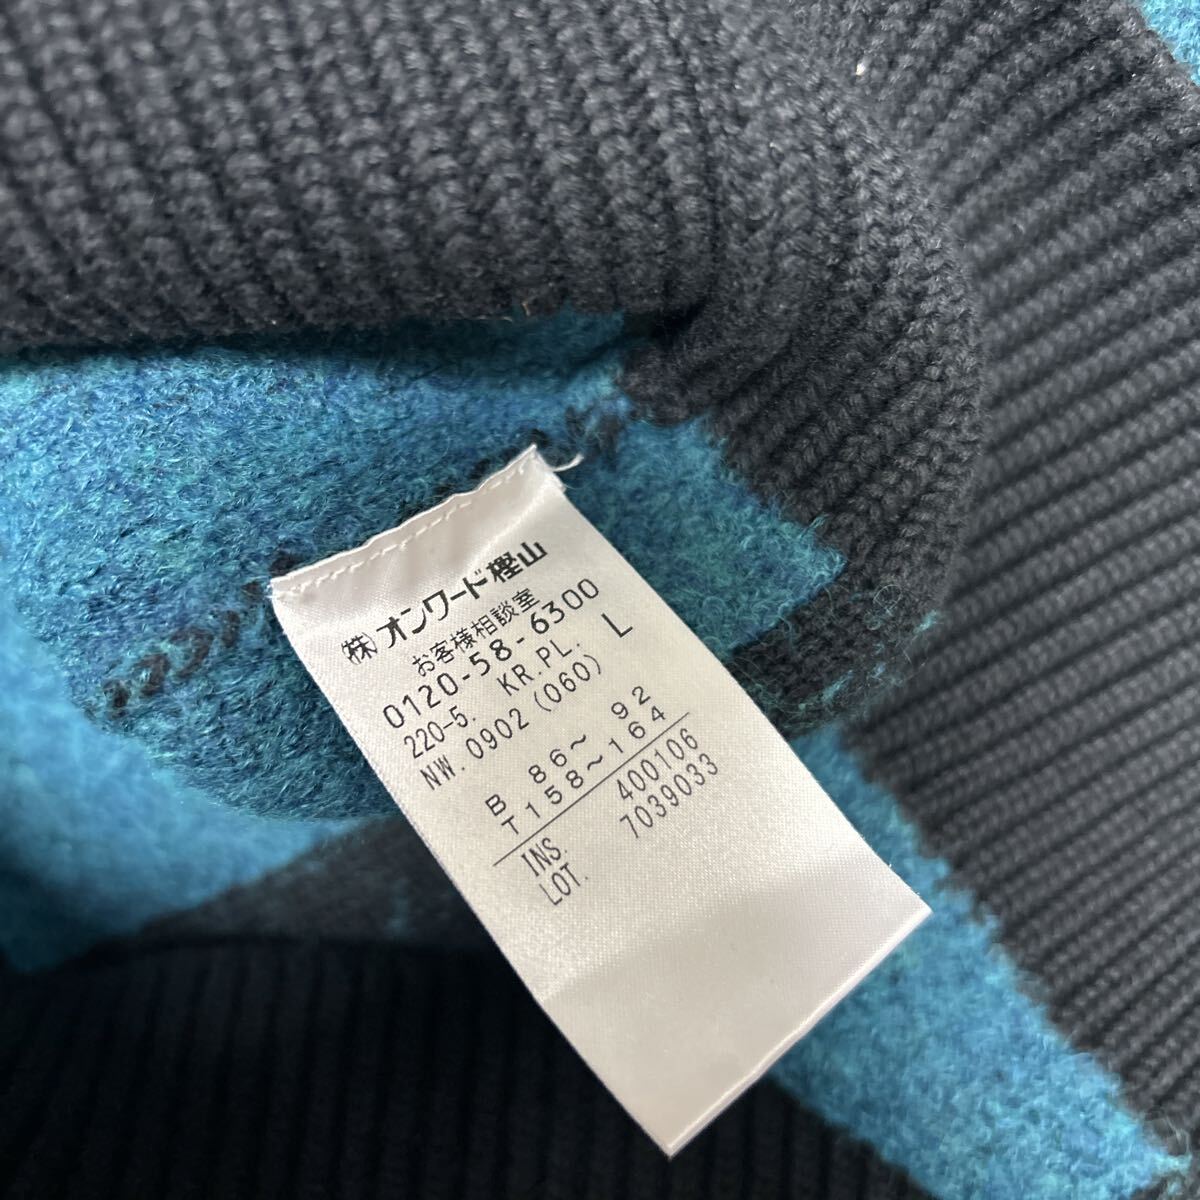 ㈱オンワード樫山
お客様相談室
0120-58-6300
220-5. KR.PL. L
NW.0902(060)
B 86～ 92
T158～164
INS. 400106
LOT. 7039033